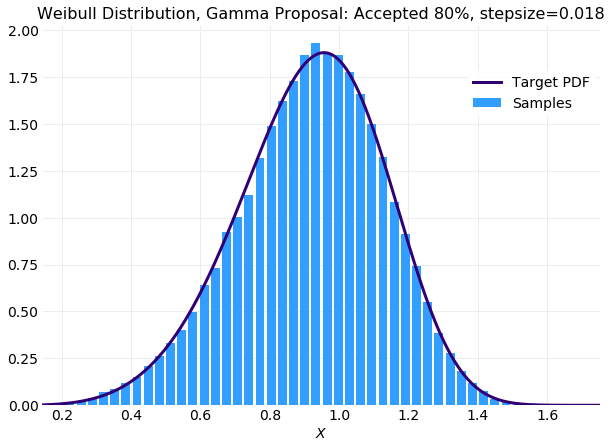 Weibull Distribution, Gamma Proposal: Accepted 80%, stepsize=0.018
2.00
1.75
1.50
1.25
1.00
0.75
0.50
0.25
0.00
Target PDF
Samples
0.2 0.4 0.6 0.8 1.0 1.2 1.4 1.6
X